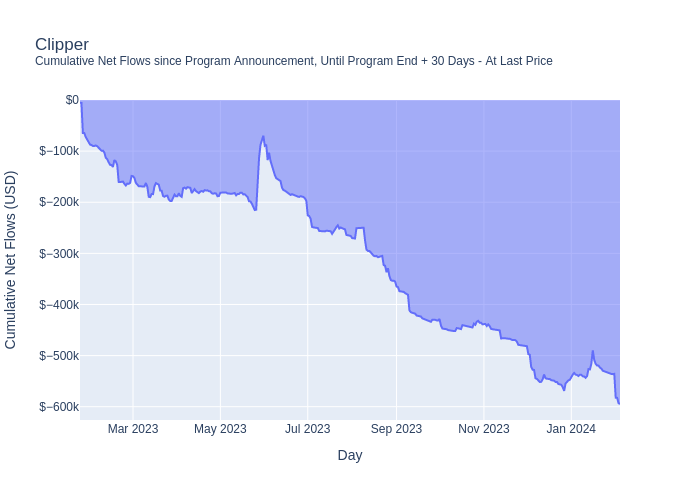 Clipper
Cumulative Net Flows since Program Announcement, Until Program End + 30 Days - At Last Price
$0
$−100k
$−200k
$−300k
$−400k
$−500k
$−600k
Cumulative Net Flows (USD)
Mar 2023 May 2023 Jul 2023 Sep 2023 Nov 2023 Jan 2024
Day